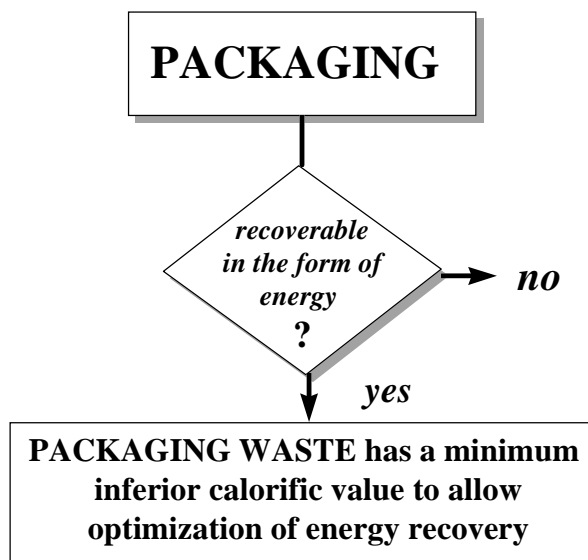 PACKAGING
recoverable
in the form of
energy
?
no
yes
PACKAGING WASTE has a minimum
inferior calorific value to allow
optimization of energy recovery